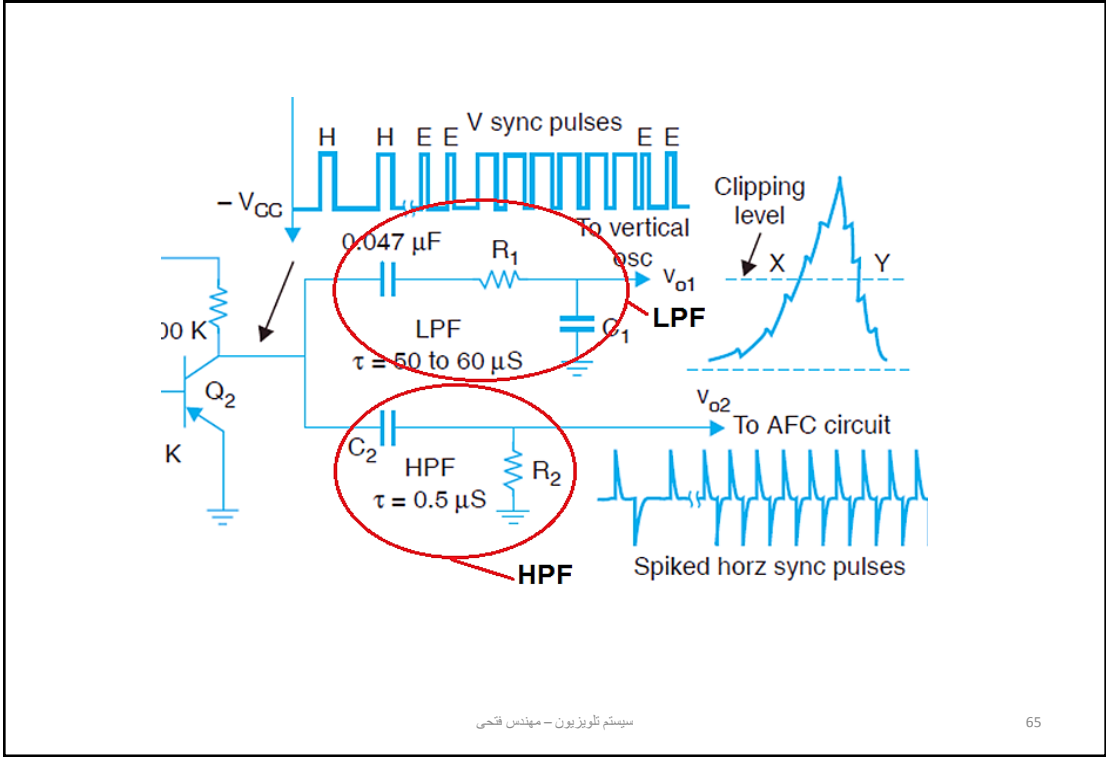 V sync pulses
H H E E E E
– VCC
Clipping
level
To vertical
osc
0.047 µF
R1
vo1
X Y
LPF
C1
LPF
τ = 50 to 60 µS
00 K
Q2
K
vo2
To AFC circuit
C2
HPF
R2
τ = 0.5 µS
Spiked horz sync pulses
HPF
سیستم تلویزیون – مهندس فتحی
65